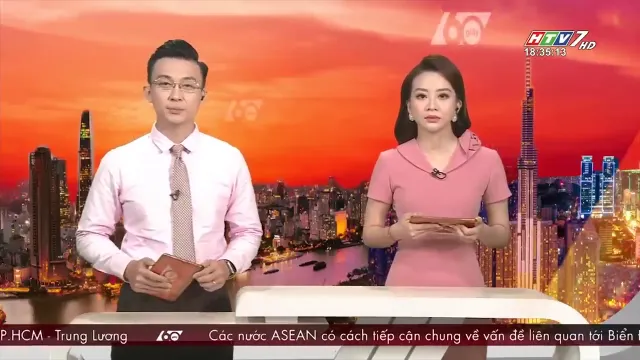 60
giây
HTV7 HD
18:35:13
60
P.HCM - Trung Lương 60 Các nước ASEAN có cách tiếp cận chung về vấn đề liên quan tới Biển Đ